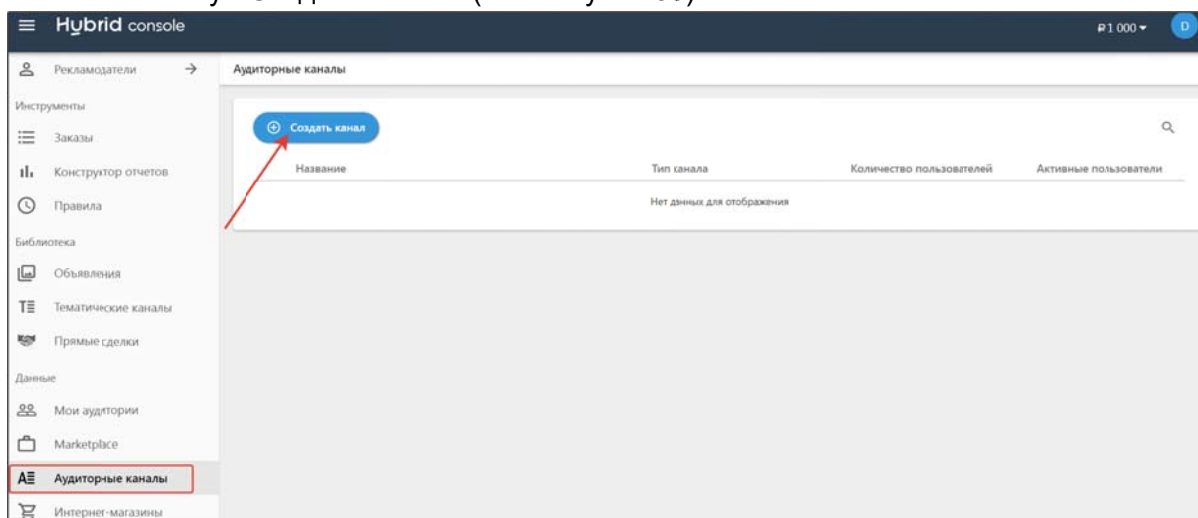 Hybrid console
₽1 000
D
Рекламодатели
Аудиторные каналы
Инструменты
Создать канал
Заказы
Название Тип канала Количество пользователей Активные пользователи
Конструктор отчетов
Нет данных для отображения
Правила
Библиотека
Объявления
Тематические каналы
Прямые сделки
Данные
Мои аудитории
Marketplace
Аудиторные каналы
Интернет-магазины